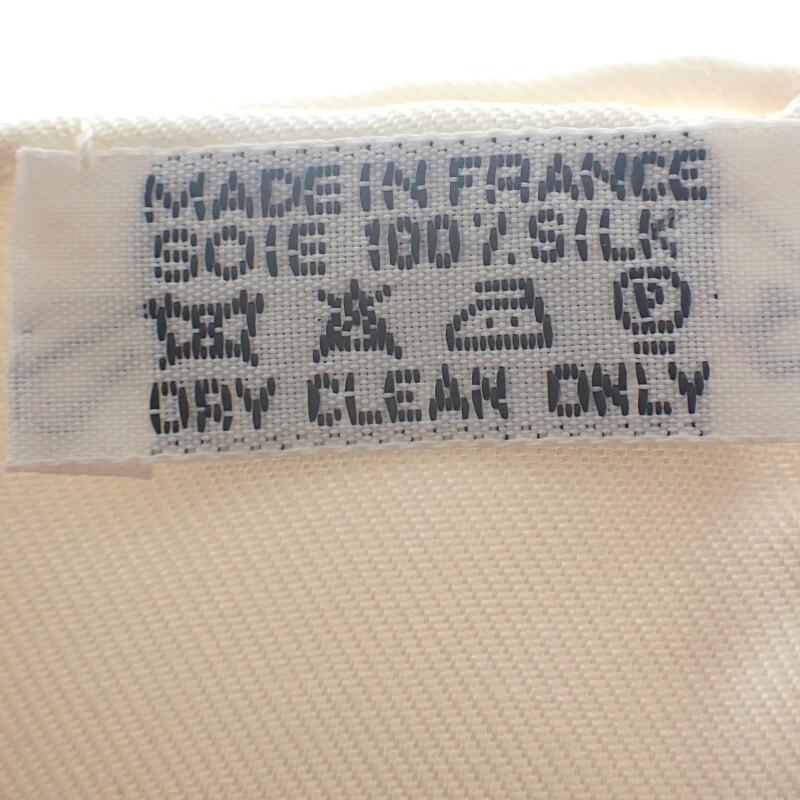 MADE IN FRANCE
SOIE 100% SILK
P
DRY CLEAN ONLY